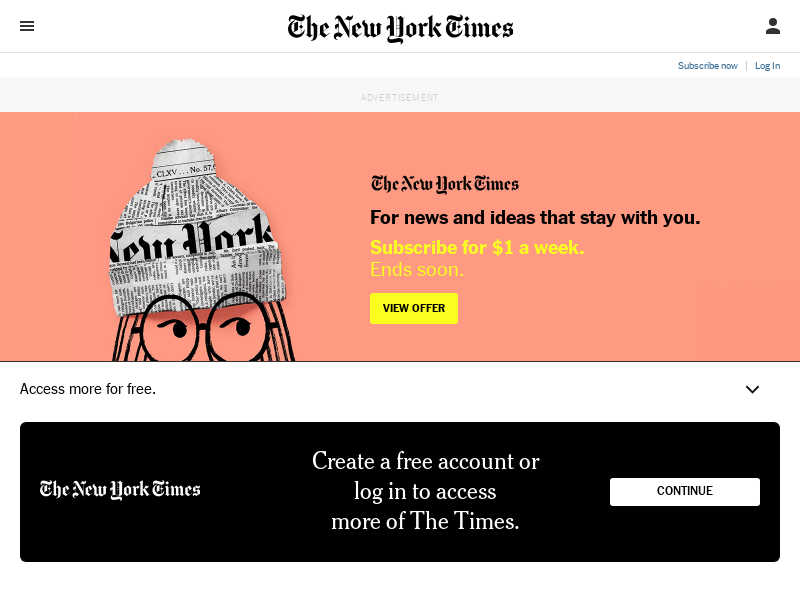 The New York Times
Subscribe now
Log In
ADVERTISEMENT
CLXV . . . No. 57,
New York
The New York Times
For news and ideas that stay with you.
Subscribe for $1 a week.
Ends soon.
VIEW OFFER
Access more for free.
The New York Times
Create a free account or
log in to access
more of The Times.
CONTINUE